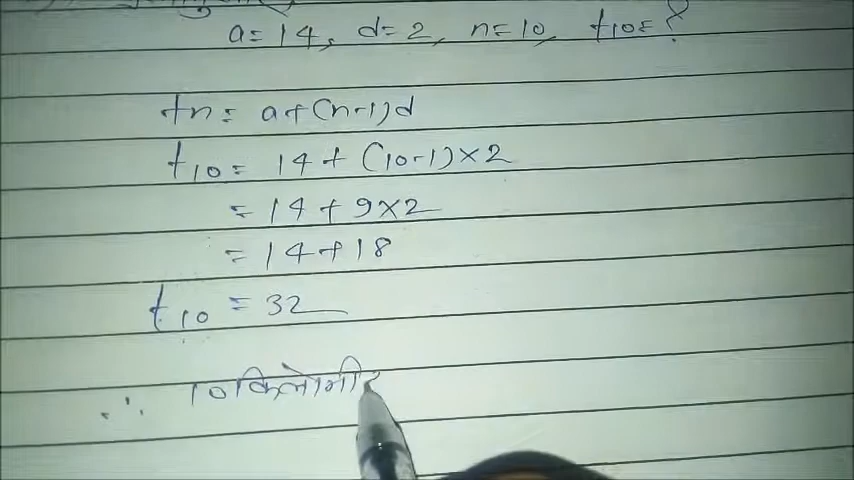 a = 14, d = 2, n = 10, t10 = ?
tn = a + (n-1)d
t10 = 14 + (10-1) × 2
= 14 + 9 × 2
= 14 + 18
t10 = 32
∴ 10 किलोमी